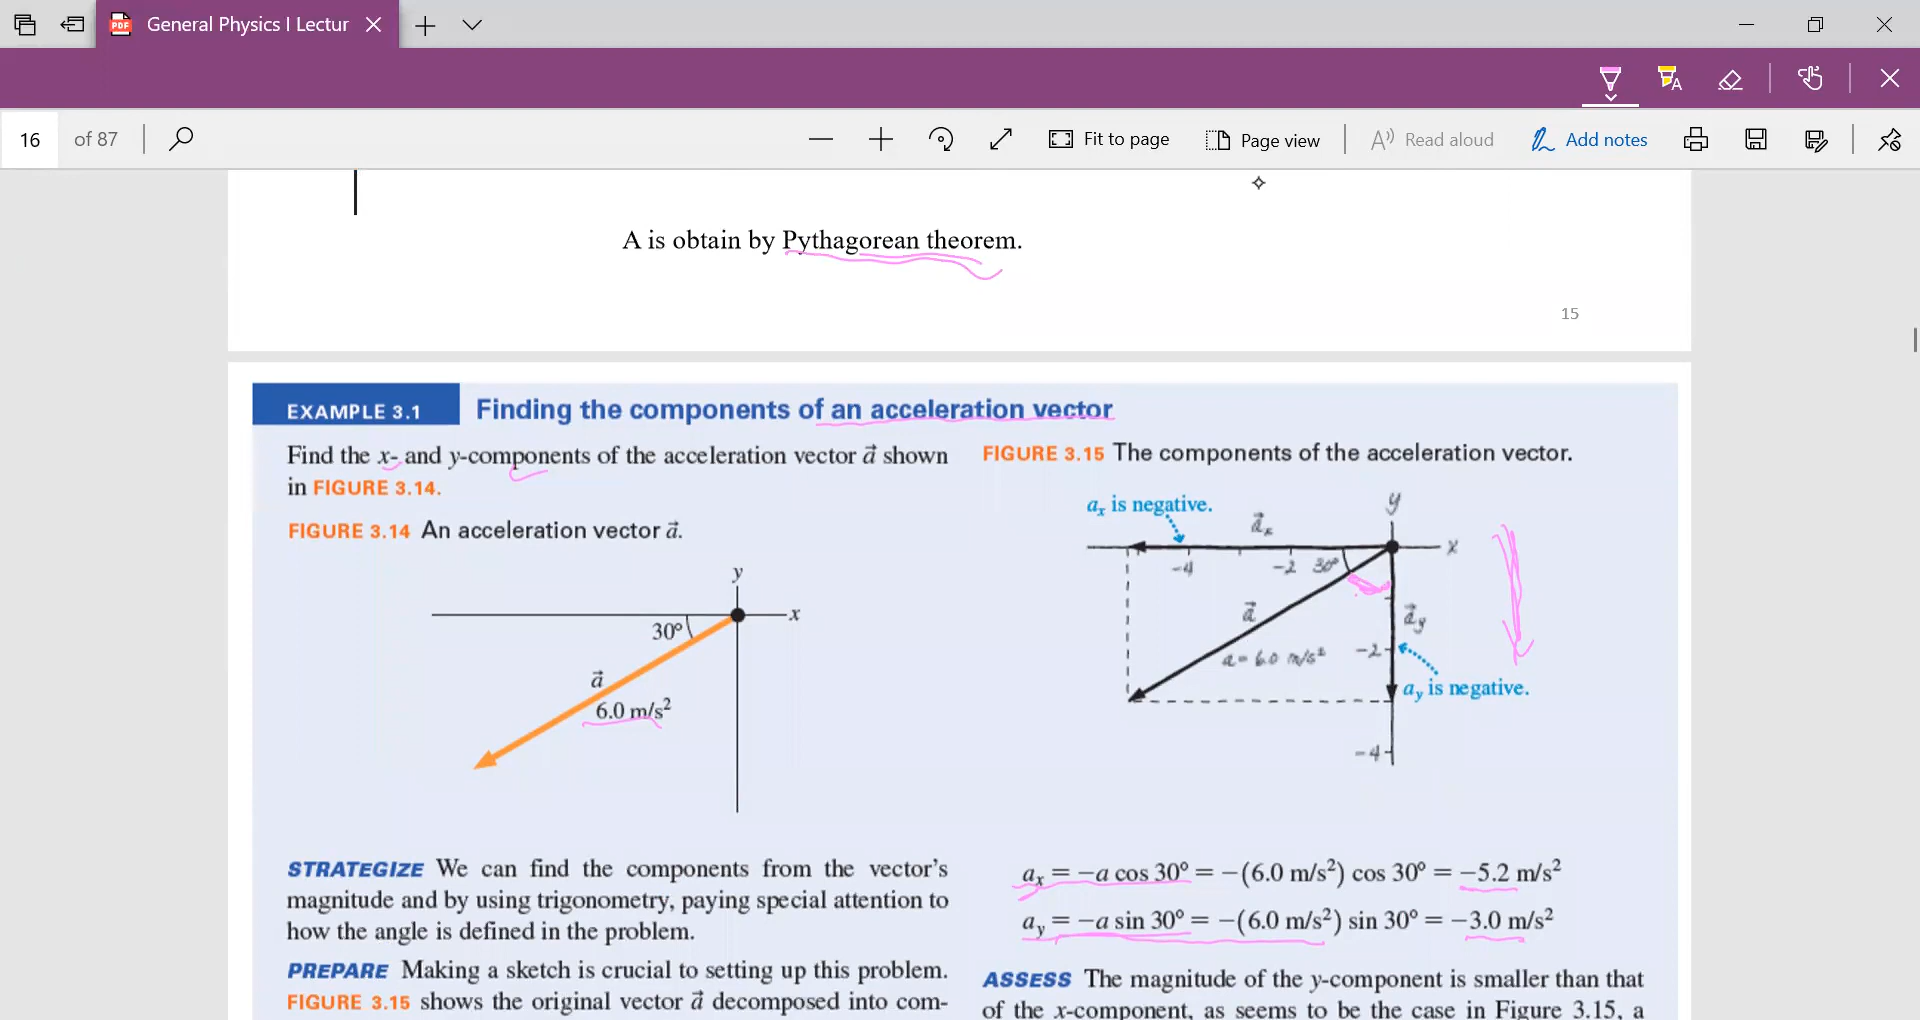 General Physics I Lectur
16 of 87
Fit to page
Page view
Read aloud
Add notes
A is obtain by Pythagorean theorem.
15
EXAMPLE 3.1 Finding the components of an acceleration vector
Find the x- and y-components of the acceleration vector a⃗ shown
in FIGURE 3.14.
FIGURE 3.14 An acceleration vector a⃗.
y
x
30°
a⃗
6.0 m/s²
STRATEGIZE We can find the components from the vector's
magnitude and by using trigonometry, paying special attention to
how the angle is defined in the problem.
PREPARE Making a sketch is crucial to setting up this problem.
FIGURE 3.15 shows the original vector a⃗ decomposed into com-
FIGURE 3.15 The components of the acceleration vector.
aₓ is negative.
a⃗ₓ
y
x
-4
-2
30°
a⃗
a⃗y
a = 6.0 m/s²
-2
ay is negative.
-4
aₓ = −a cos 30° = −(6.0 m/s²) cos 30° = −5.2 m/s²
ay = −a sin 30° = −(6.0 m/s²) sin 30° = −3.0 m/s²
ASSESS The magnitude of the y-component is smaller than that
of the x-component, as seems to be the case in Figure 3.15, a